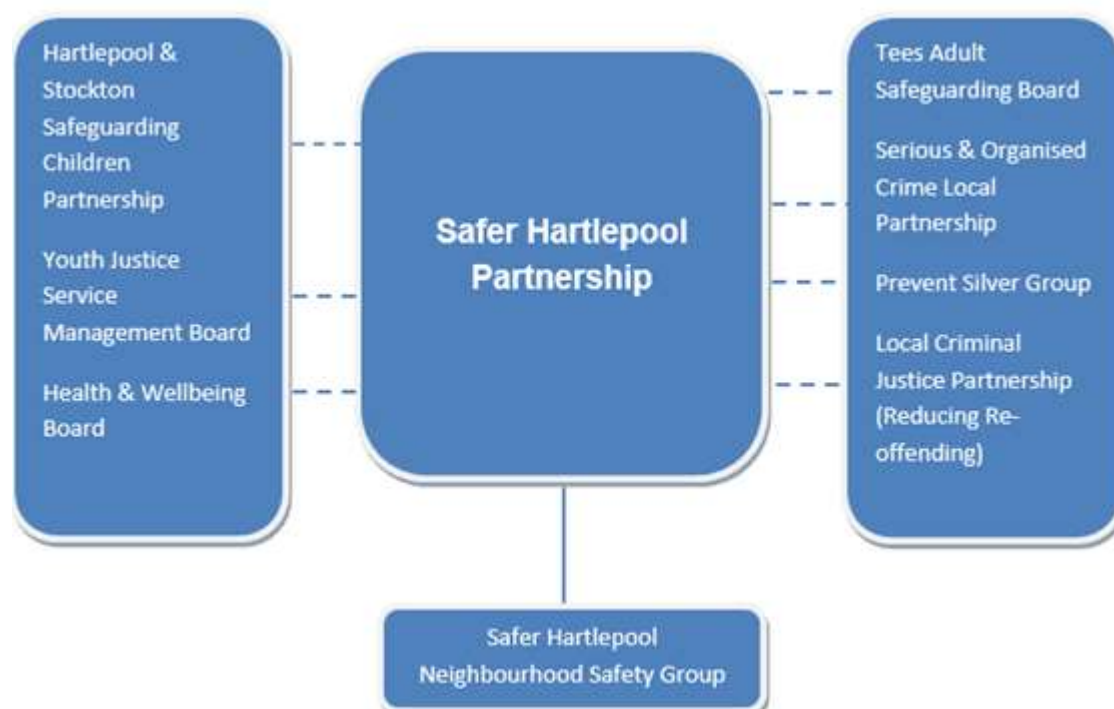 Hartlepool &
Stockton
Safeguarding
Children
Partnership
Youth Justice
Service
Management Board
Health & Wellbeing
Board
Safer Hartlepool
Partnership
Tees Adult
Safeguarding Board
Serious & Organised
Crime Local
Partnership
Prevent Silver Group
Local Criminal
Justice Partnership
(Reducing Re-
offending)
Safer Hartlepool
Neighbourhood Safety Group